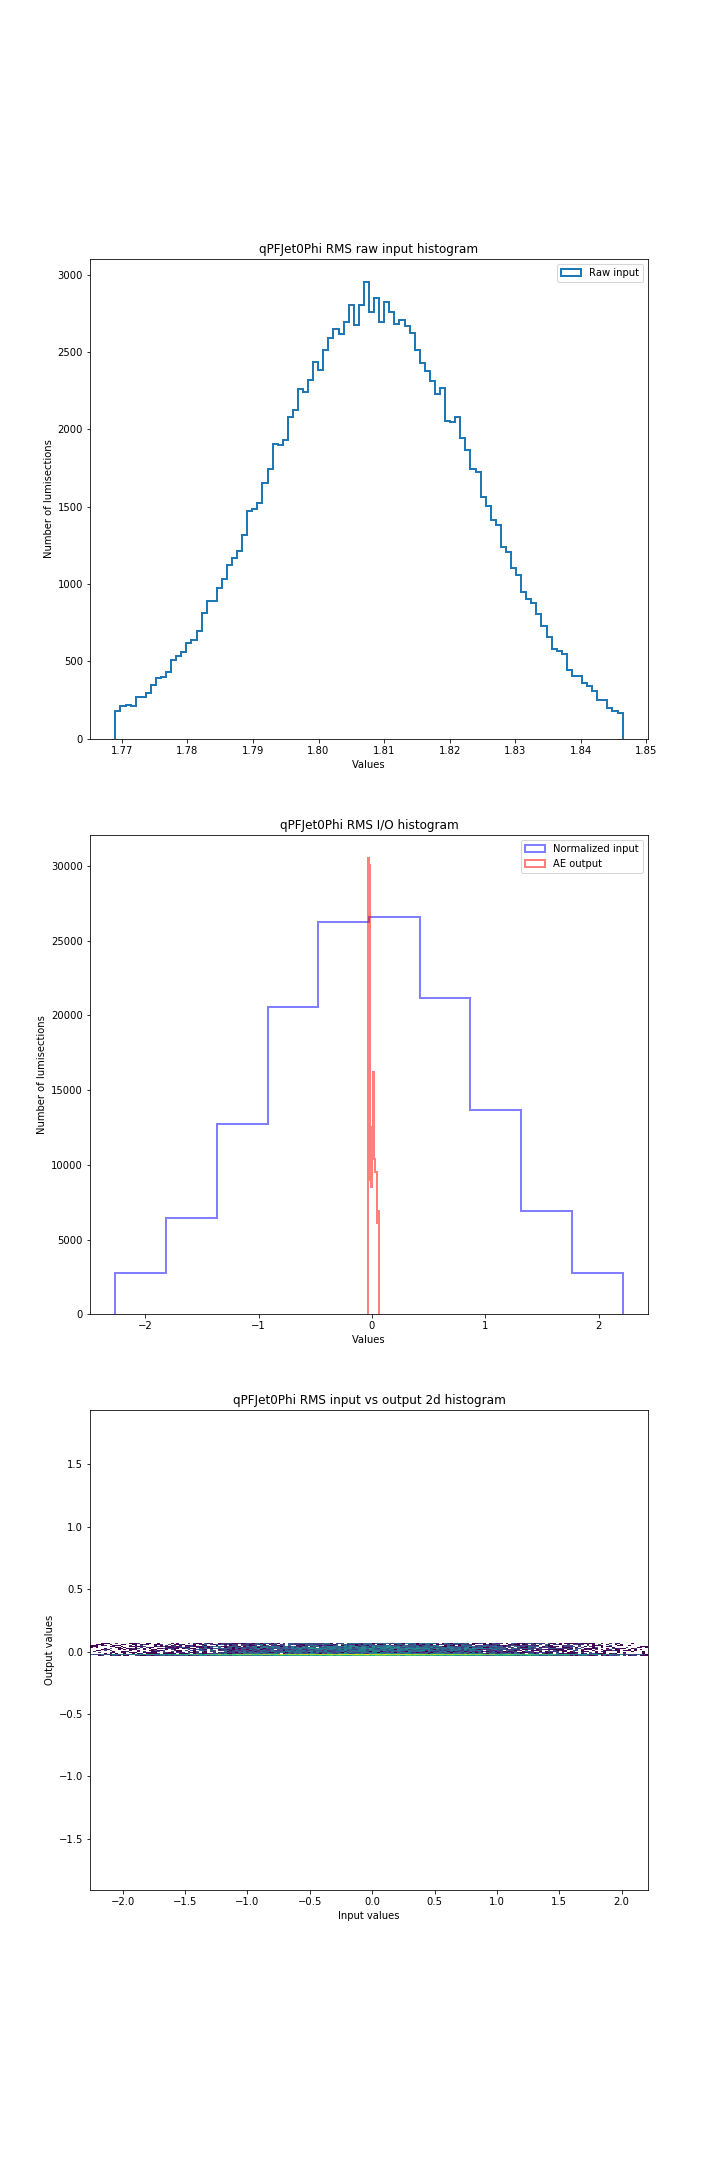 qPFJet0Phi RMS raw input histogram
Raw input
3000
2500
2000
1500
1000
500
0
Number of lumisections
1.77 1.78 1.79 1.80 1.81 1.82 1.83 1.84 1.85
Values
qPFJet0Phi RMS I/O histogram
Normalized input
AE output
30000
25000
20000
15000
10000
5000
0
Number of lumisections
−2 −1 0 1 2
Values
qPFJet0Phi RMS input vs output 2d histogram
1.5
1.0
0.5
0.0
−0.5
−1.0
−1.5
Output values
−2.0 −1.5 −1.0 −0.5 0.0 0.5 1.0 1.5 2.0
Input values